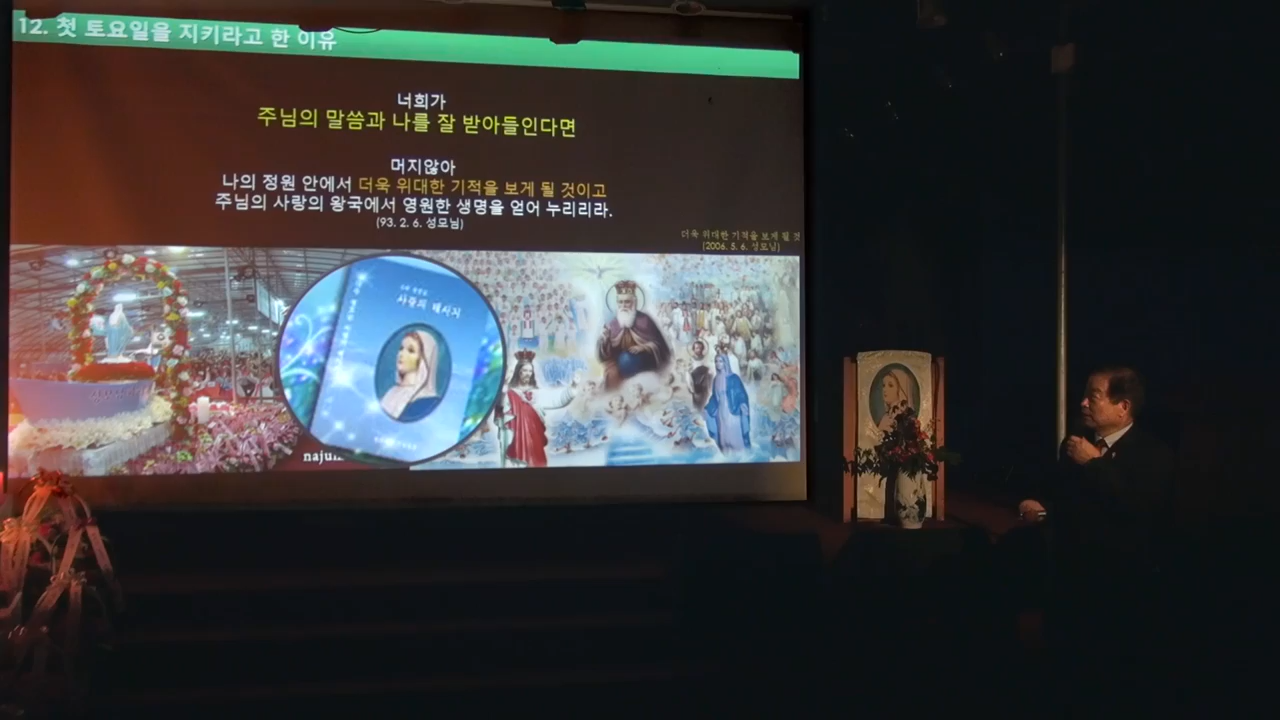 12. 첫 토요일을 지키라고 한 이유
너희가
주님의 말씀과 나를 잘 받아들인다면
머지않아
나의 정원 안에서 더욱 위대한 기적을 보게 될 것이고
주님의 사랑의 왕국에서 영원한 생명을 얻어 누리리라.
(93. 2. 6. 성모님)
더욱 위대한 기적을 보게 될 것
(2006. 5. 6. 성모님)
사랑의 메시지
naju